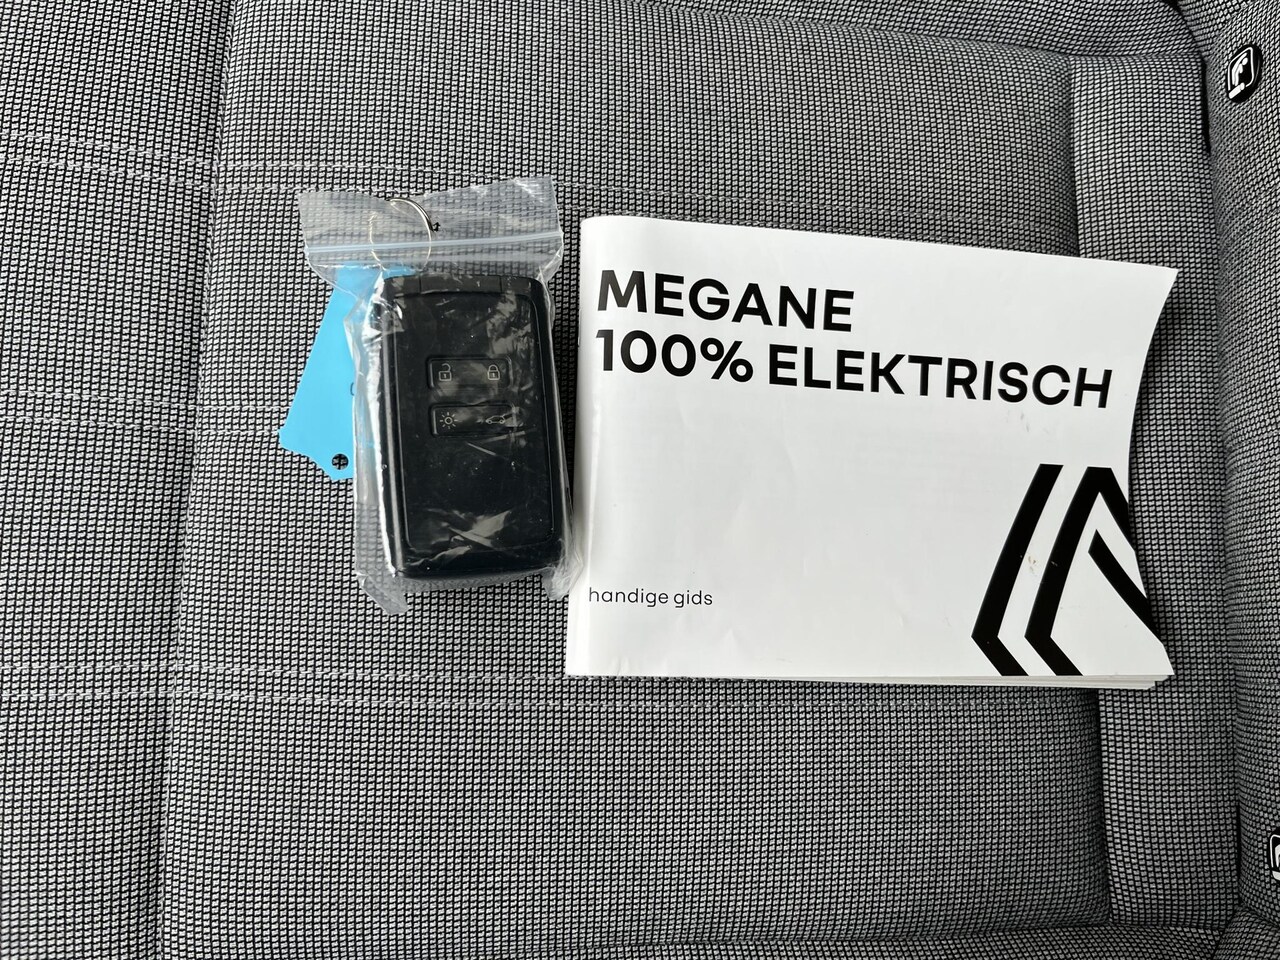 MEGANE
100% ELEKTRISCH
handige gids